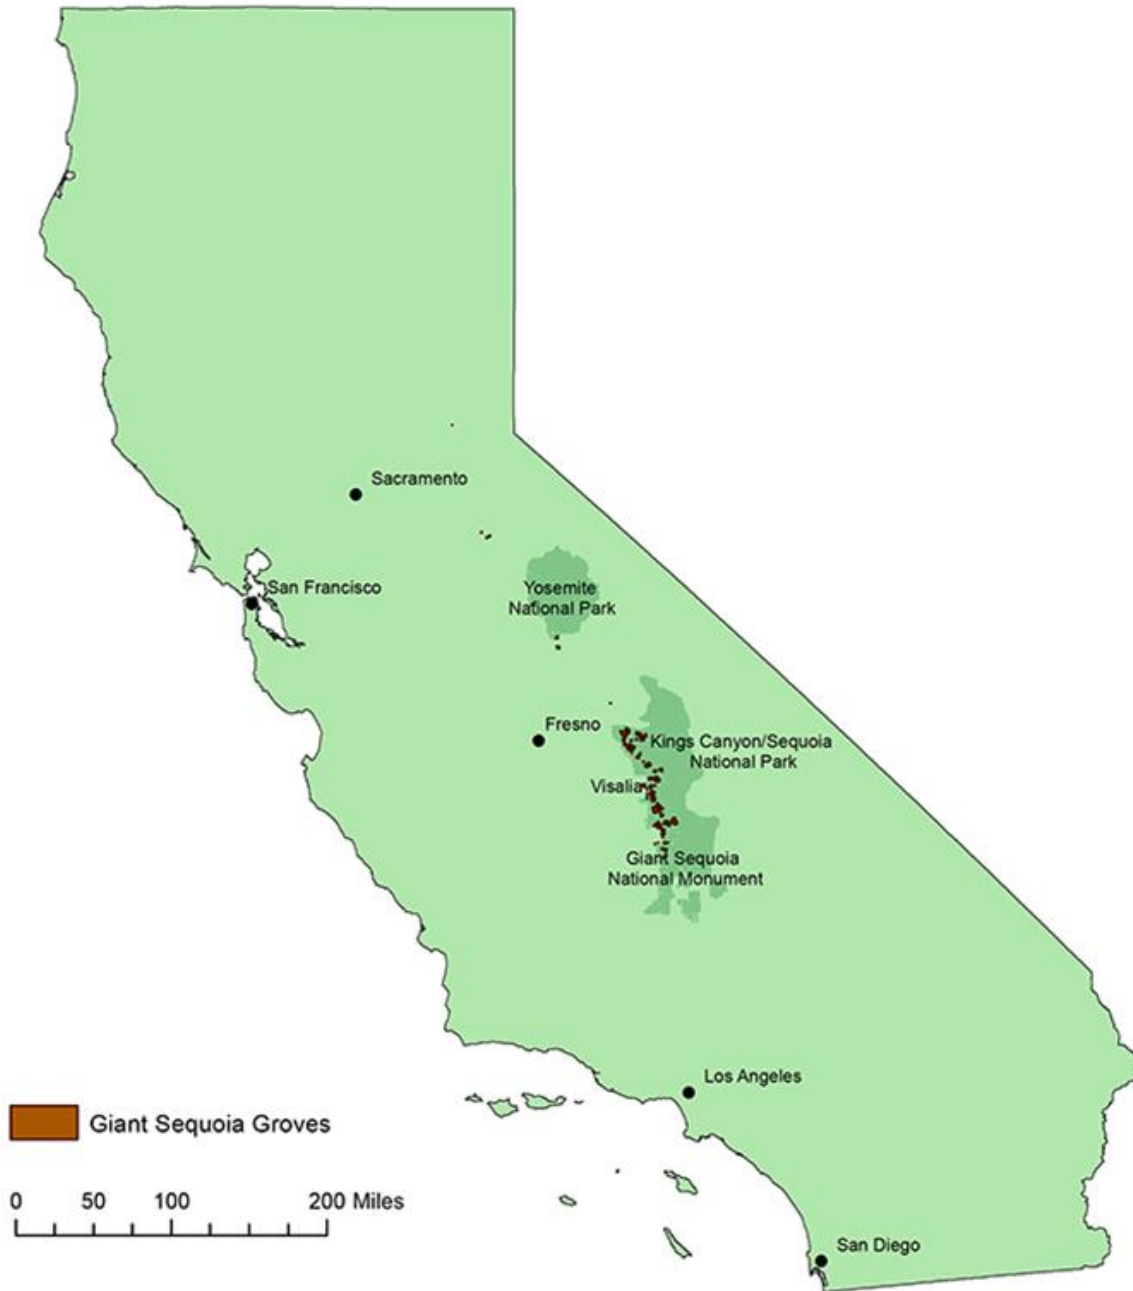 Sacramento
San Francisco
Yosemite
National Park
Fresno
Kings Canyon/Sequoia
National Park
Visalia
Giant Sequoia
National Monument
Los Angeles
Giant Sequoia Groves
0 50 100 200 Miles
San Diego